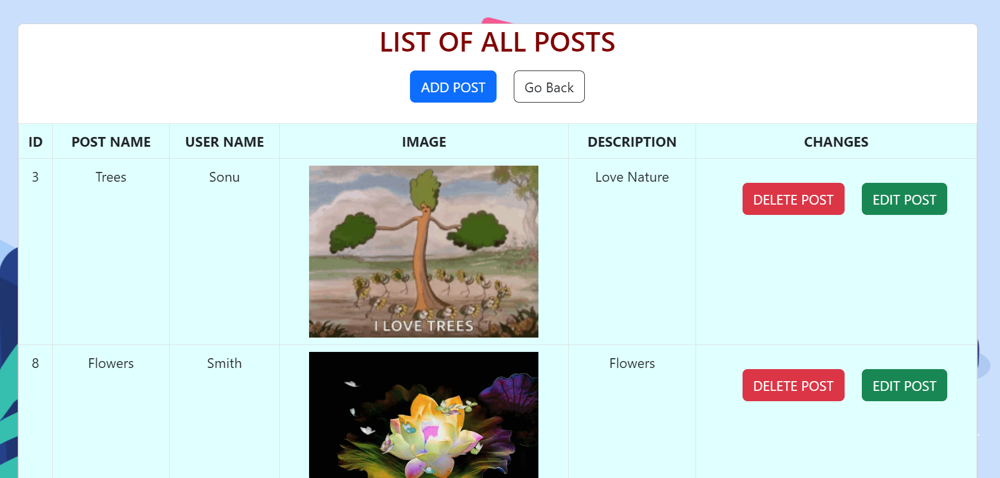 LIST OF ALL POSTS
ADD POST Go Back
ID POST NAME USER NAME IMAGE DESCRIPTION CHANGES
3 Trees Sonu Love Nature
DELETE POST EDIT POST
I LOVE TREES
8 Flowers Smith Flowers
DELETE POST EDIT POST